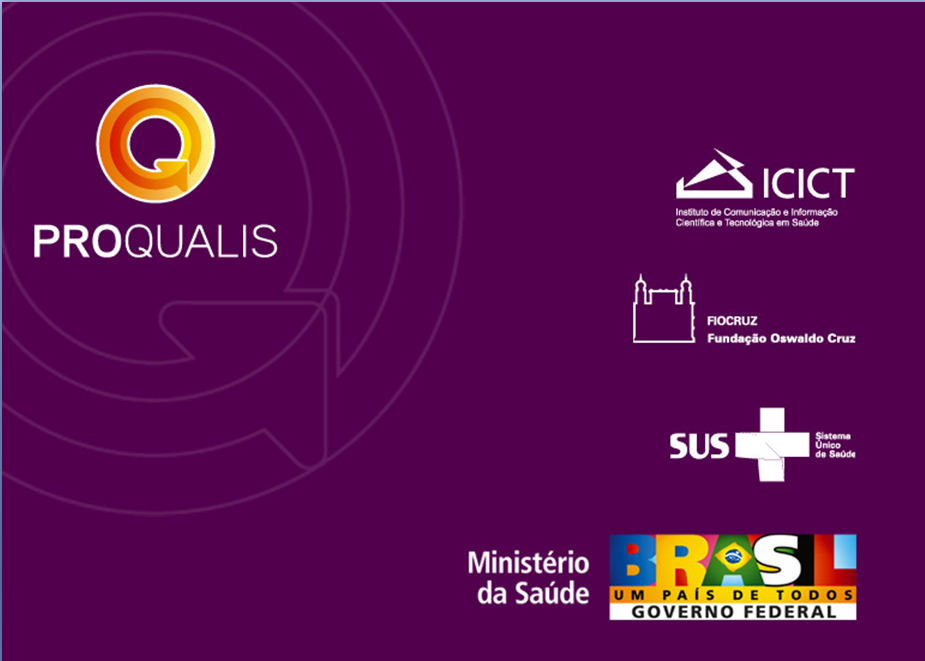 PROQUALIS
ICICT
Instituto de Comunicação e Informação
Científica e Tecnológica em Saúde
FIOCRUZ
Fundação Oswaldo Cruz
SUS
Sistema
Único
de Saúde
Ministério
da Saúde
BRASIL
UM PAÍS DE TODOS
GOVERNO FEDERAL